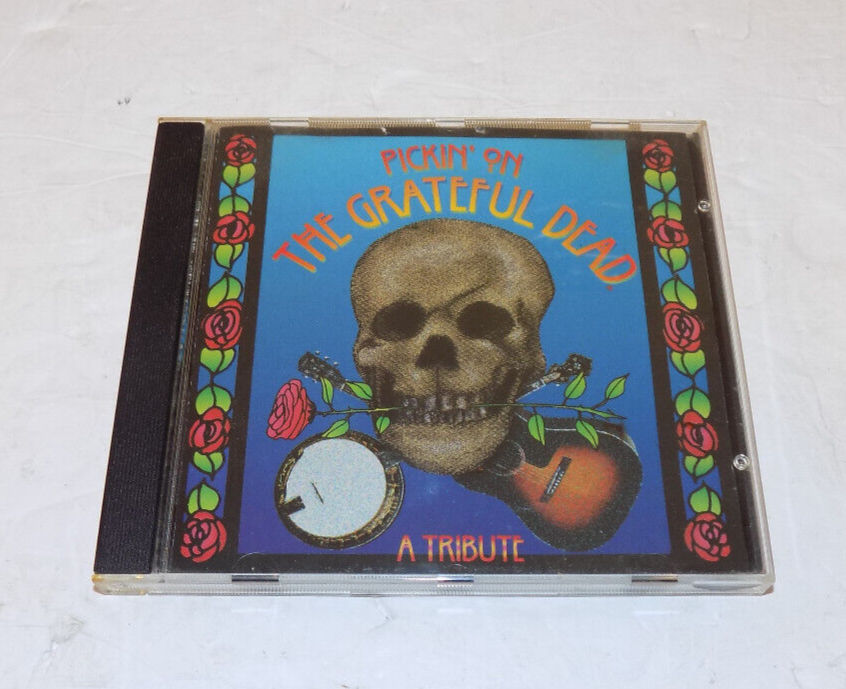 PICKIN' ON
THE GRATEFUL DEAD
A TRIBUTE